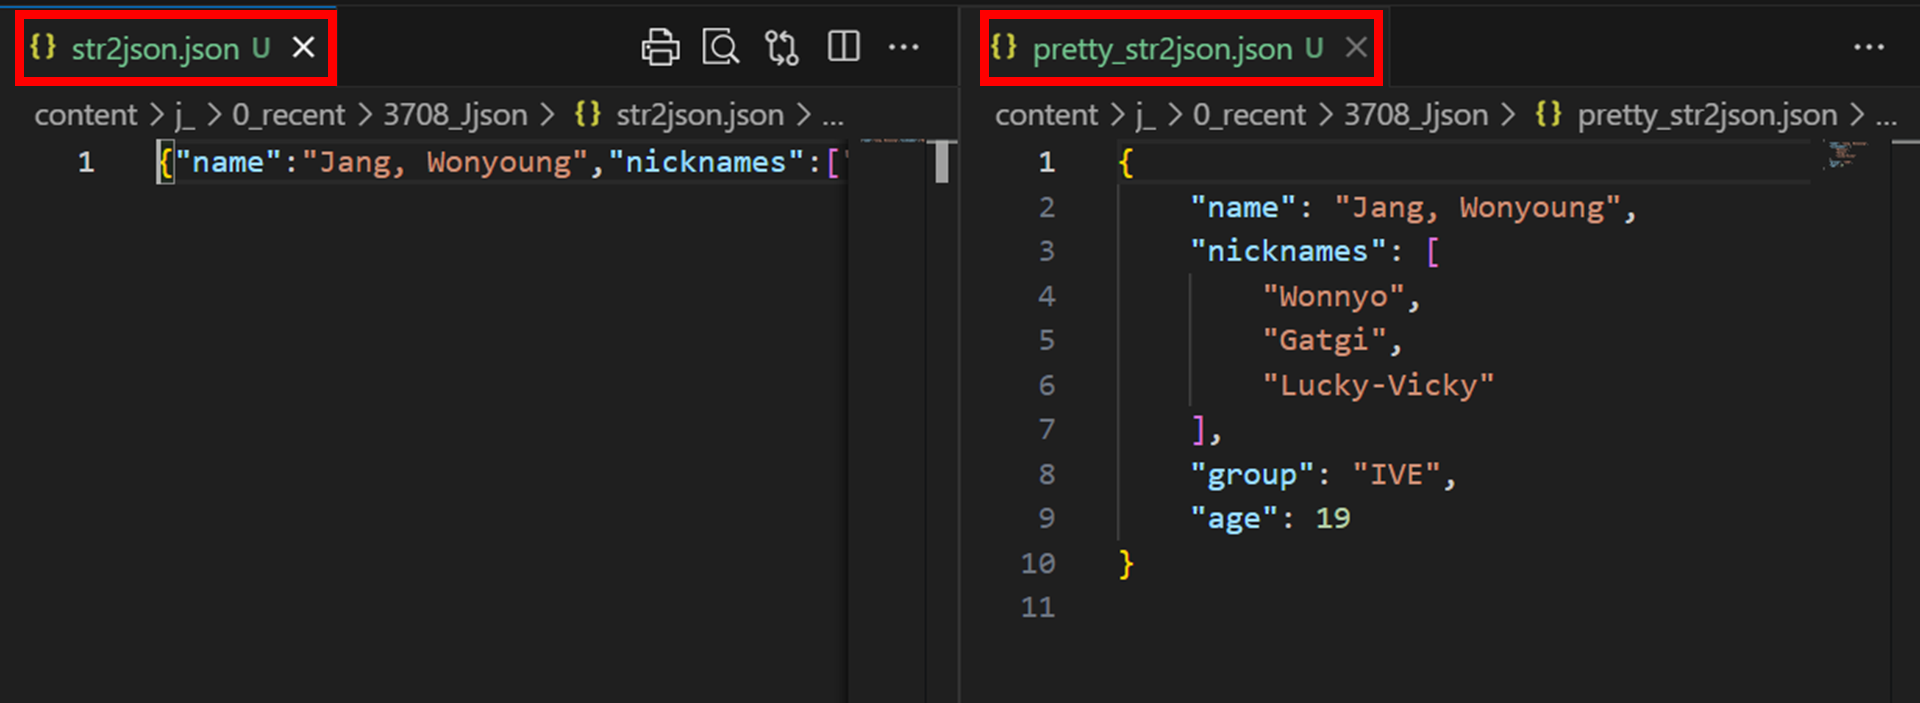 {} str2json.json U ×
content > j_ > 0_recent > 3708_Jjson > {} str2json.json > ...
1 {"name":"Jang, Wonyoung","nicknames":["
{} pretty_str2json.json U ×
content > j_ > 0_recent > 3708_Jjson > {} pretty_str2json.json > ...
1 {
2 "name": "Jang, Wonyoung",
3 "nicknames": [
4 "Wonnyo",
5 "Gatgi",
6 "Lucky-Vicky"
7 ],
8 "group": "IVE",
9 "age": 19
10 }
11